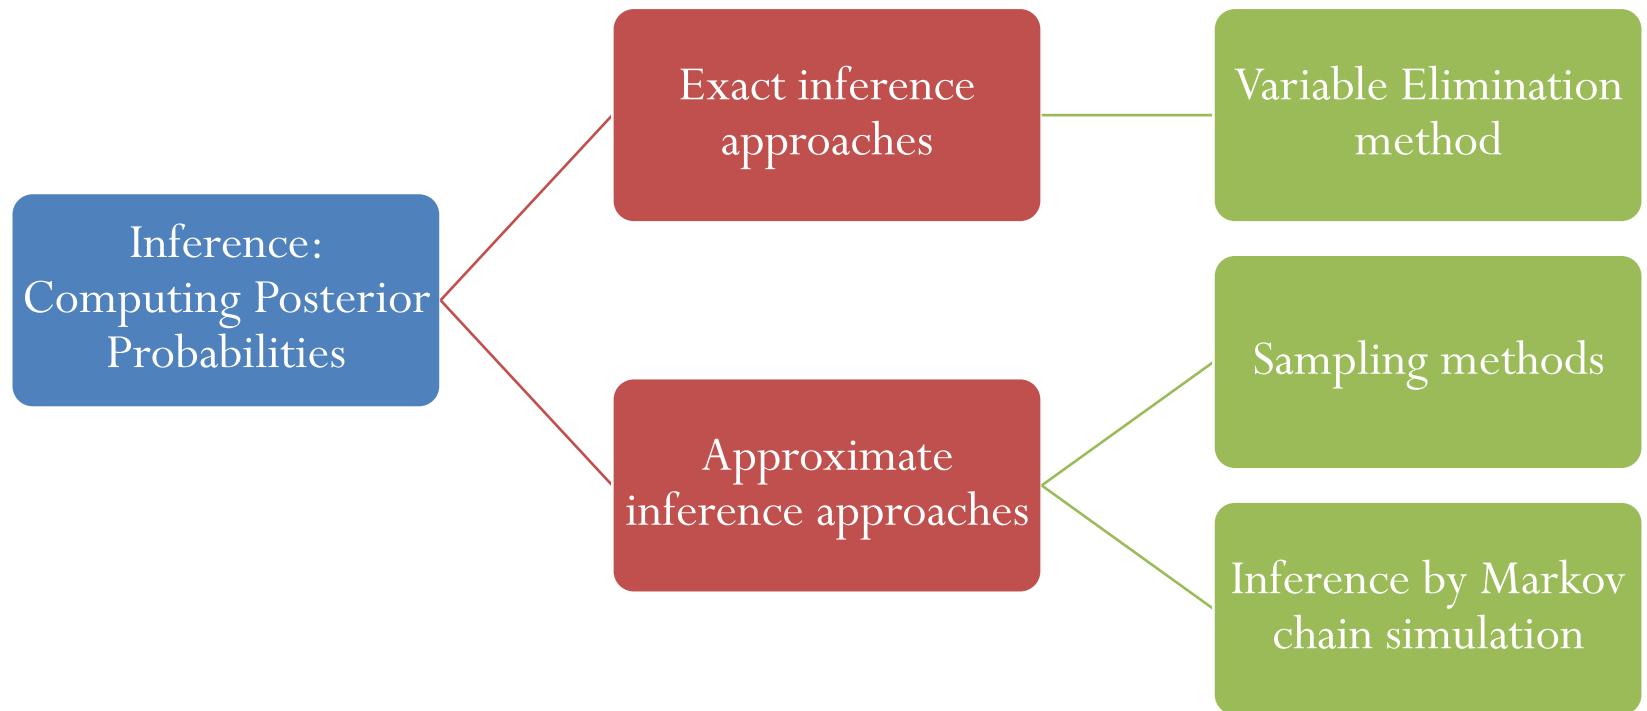 Inference:
Computing Posterior
Probabilities
Exact inference
approaches
Approximate
inference approaches
Variable Elimination
method
Sampling methods
Inference by Markov
chain simulation